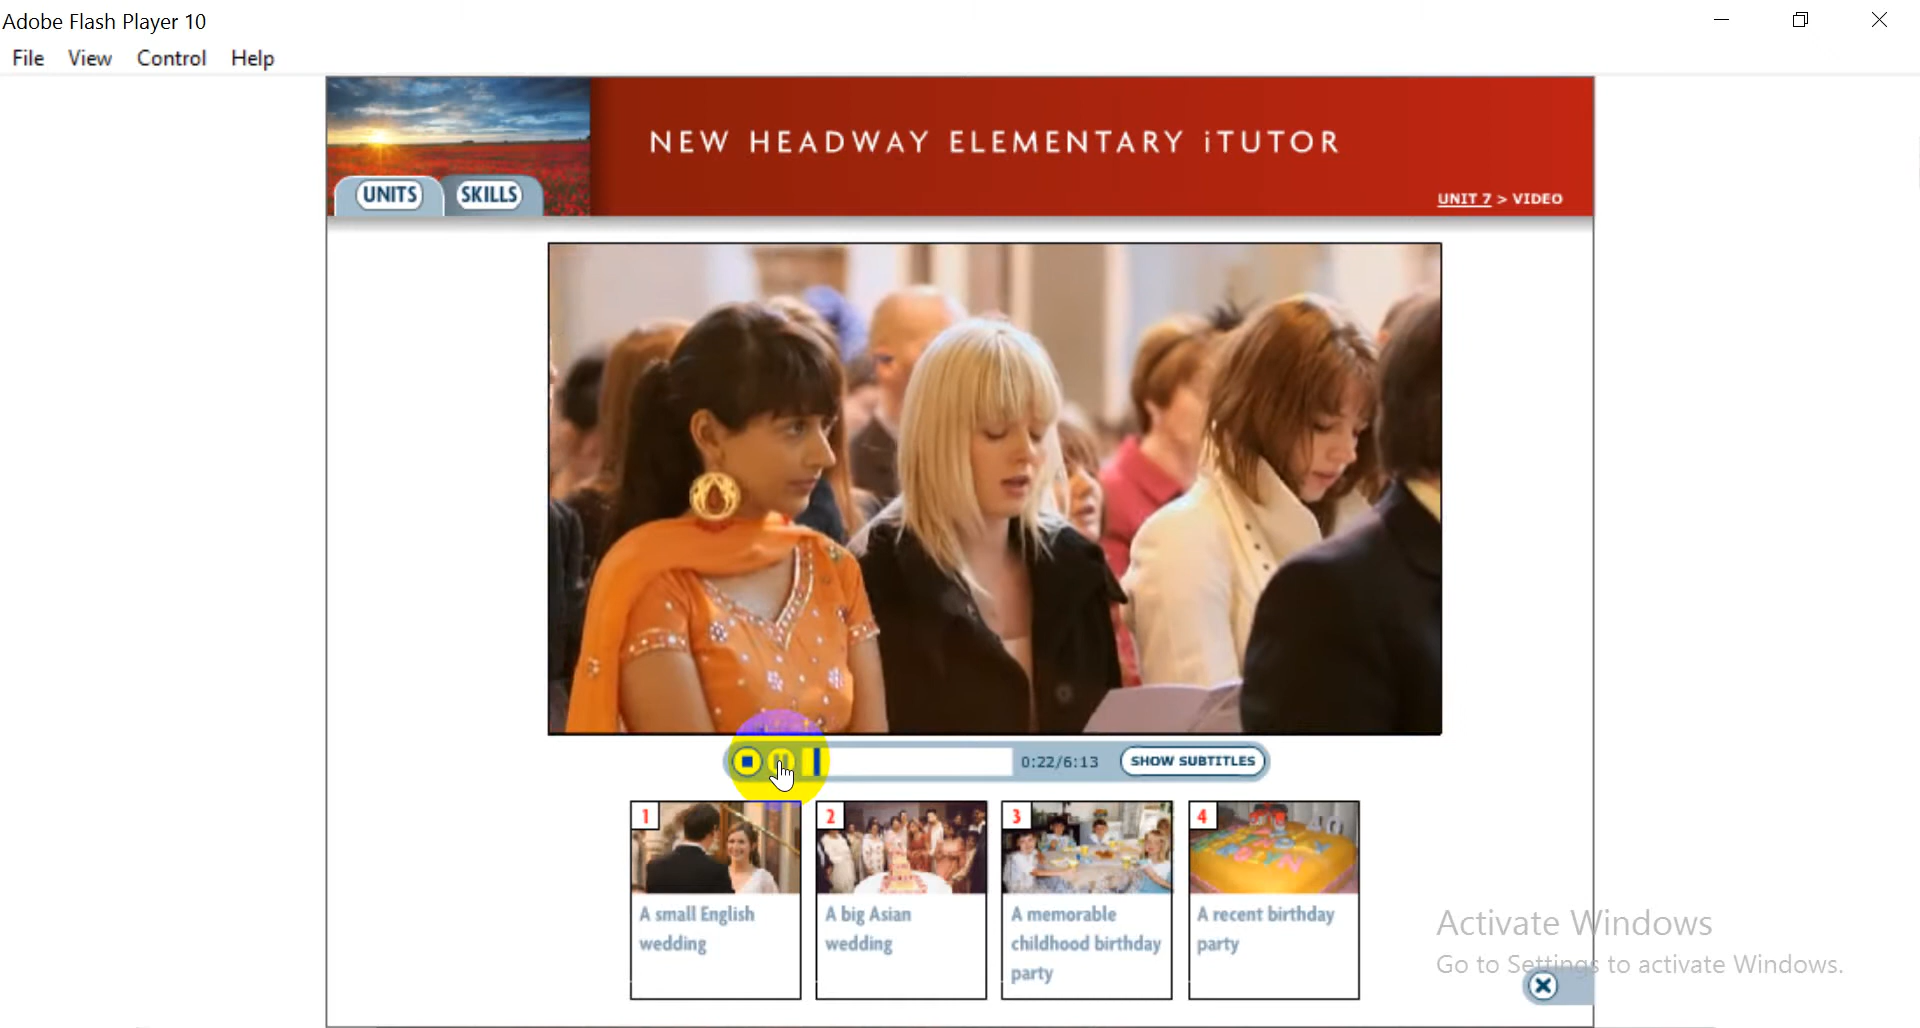 Adobe Flash Player 10
File View Control Help
NEW HEADWAY ELEMENTARY iTUTOR
UNITS SKILLS
UNIT 7 > VIDEO
0:22/6:13 SHOW SUBTITLES
1
A small English
wedding
2
A big Asian
wedding
3
A memorable
childhood birthday
party
4
A recent birthday
party
Activate Windows
Go to Settings to activate Windows.